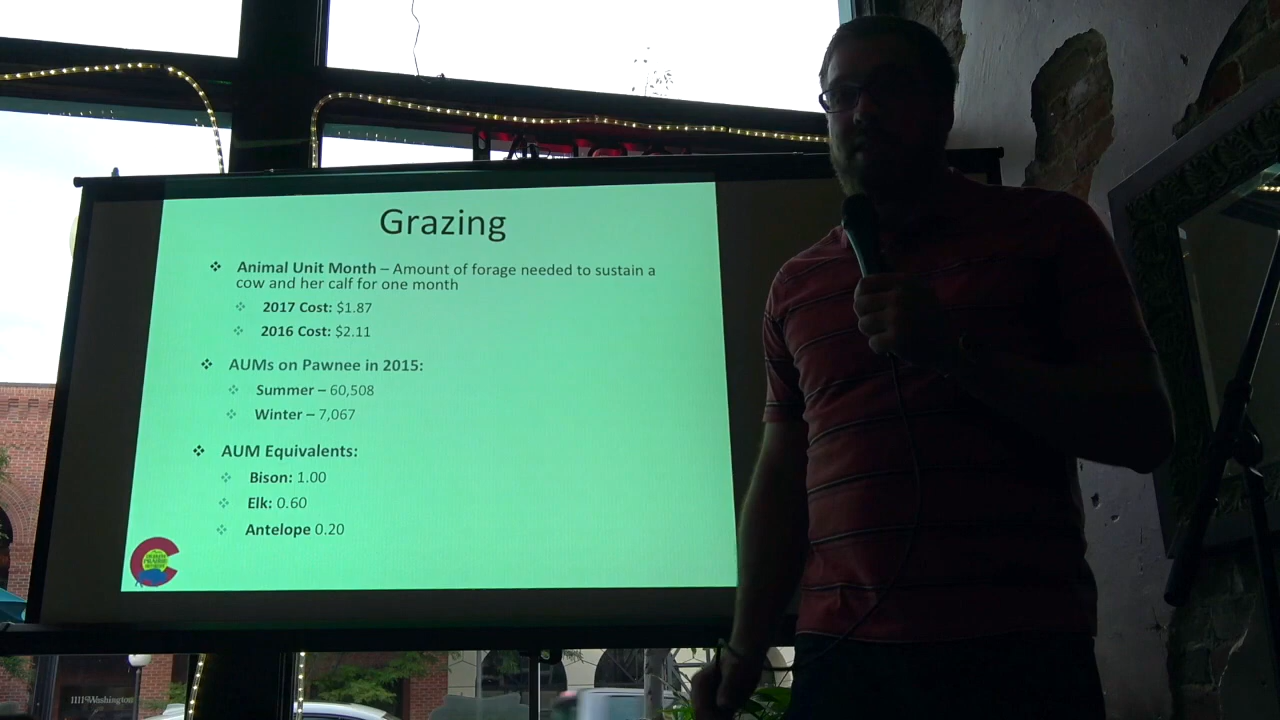 Grazing
❖ Animal Unit Month – Amount of forage needed to sustain a
cow and her calf for one month
❖ 2017 Cost: $1.87
❖ 2016 Cost: $2.11
❖ AUMs on Pawnee in 2015:
❖ Summer – 60,508
❖ Winter – 7,067
❖ AUM Equivalents:
❖ Bison: 1.00
❖ Elk: 0.60
❖ Antelope 0.20
1111 Washington